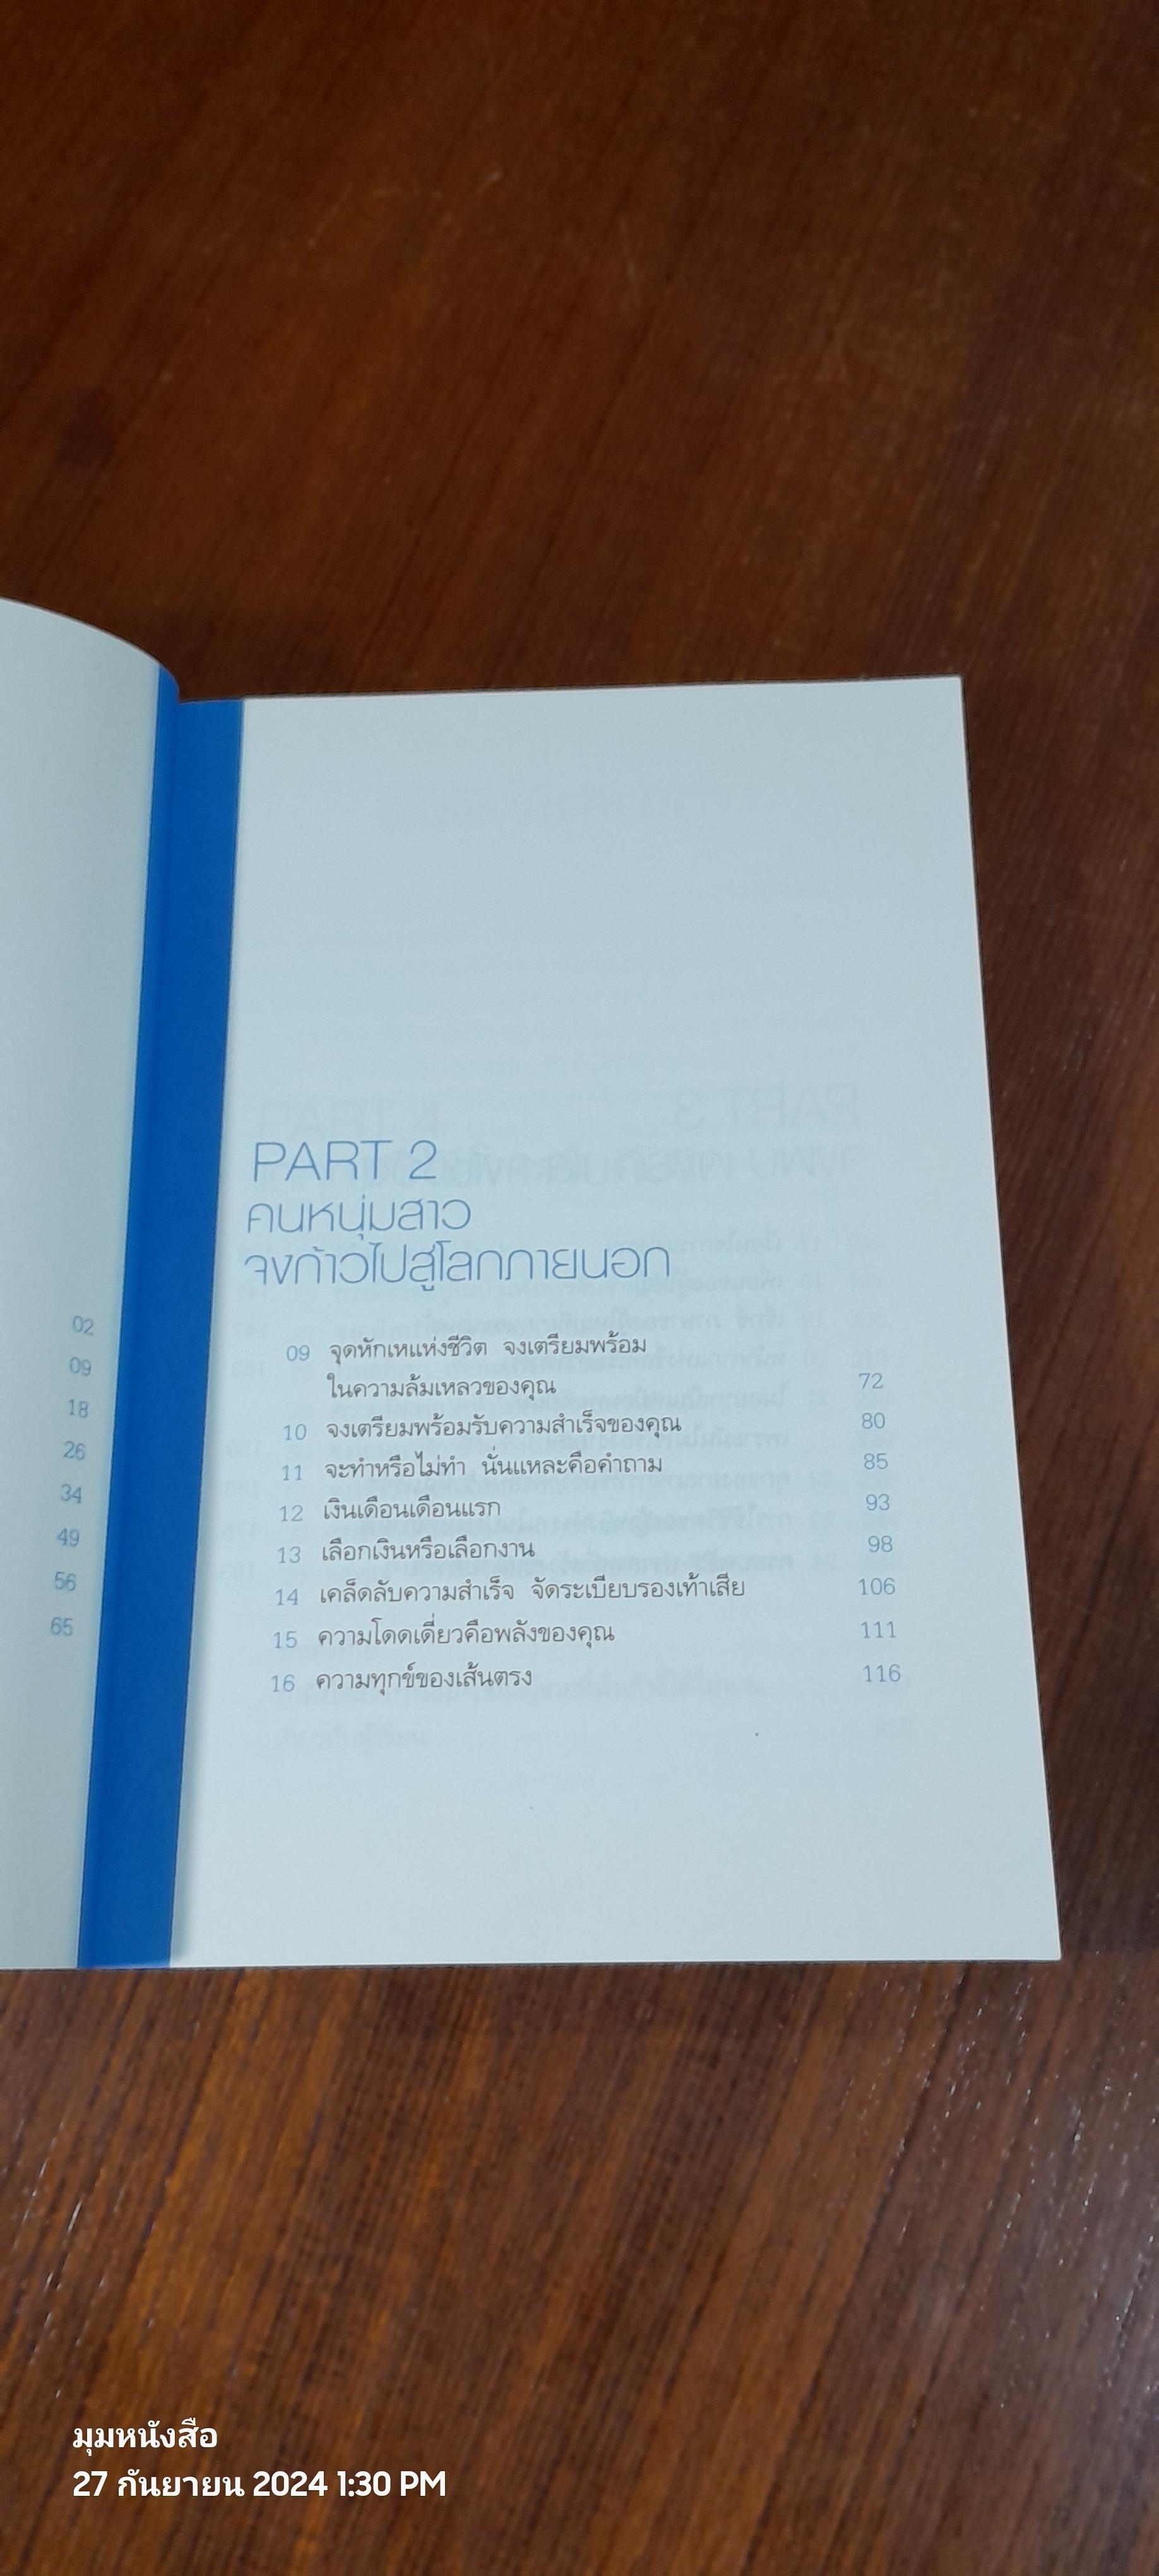 02
09
18
26
34
49
56
65
PART 2
คนหนุ่มสาว
จงก้าวไปสู่โลกภายนอก
09 จุดหักเหแห่งชีวิต จงเตรียมพร้อม
ในความล้มเหลวของคุณ 72
10 จงเตรียมพร้อมรับความสำเร็จของคุณ 80
11 จะทำหรือไม่ทำ นั่นแหละคือคำถาม 85
12 เงินเดือนเดือนแรก 93
13 เลือกเงินหรือเลือกงาน 98
14 เคล็ดลับความสำเร็จ จัดระเบียบรองเท้าเสีย 106
15 ความโดดเดี่ยวคือพลังของคุณ 111
16 ความทุกข์ของเส้นตรง 116
มุมหนังสือ
27 กันยายน 2024 1:30 PM